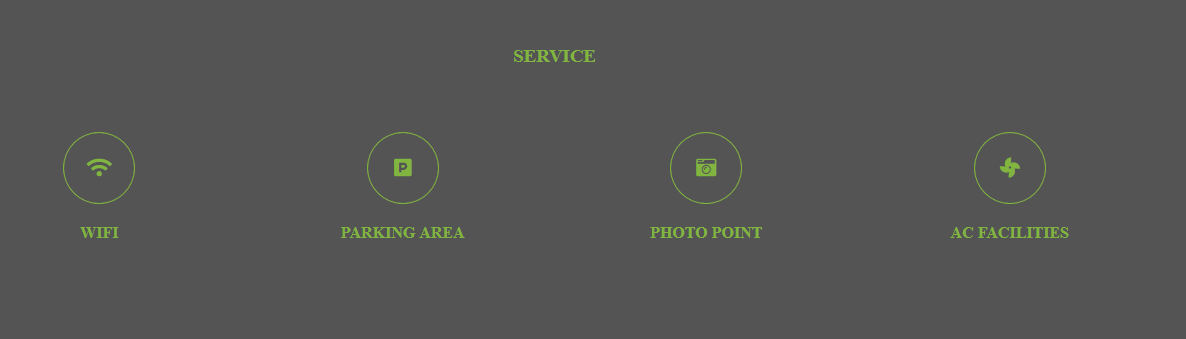 SERVICE
P
WIFI
PARKING AREA
PHOTO POINT
AC FACILITIES